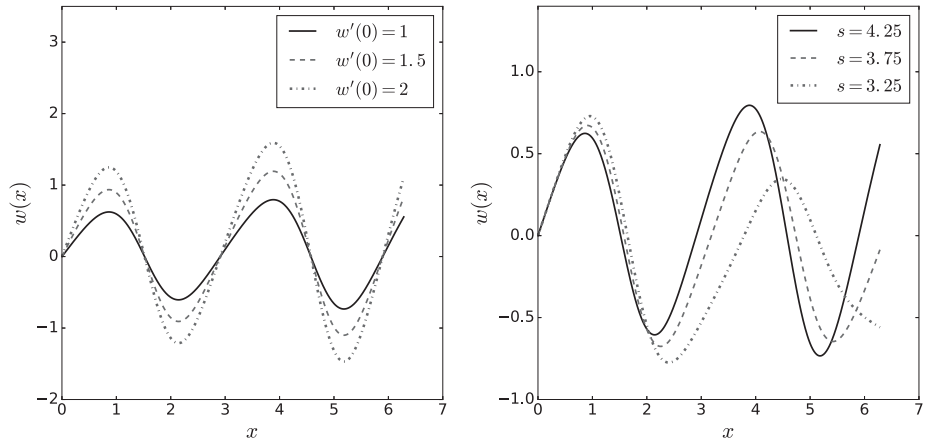 3
2
1
0
−1
−2
0 1 2 3 4 5 6 7
x
w(x)
w′(0)=1
w′(0)=1.5
w′(0)=2
1.0
0.5
0.0
−0.5
−1.0
0 1 2 3 4 5 6 7
x
w(x)
s=4.25
s=3.75
s=3.25